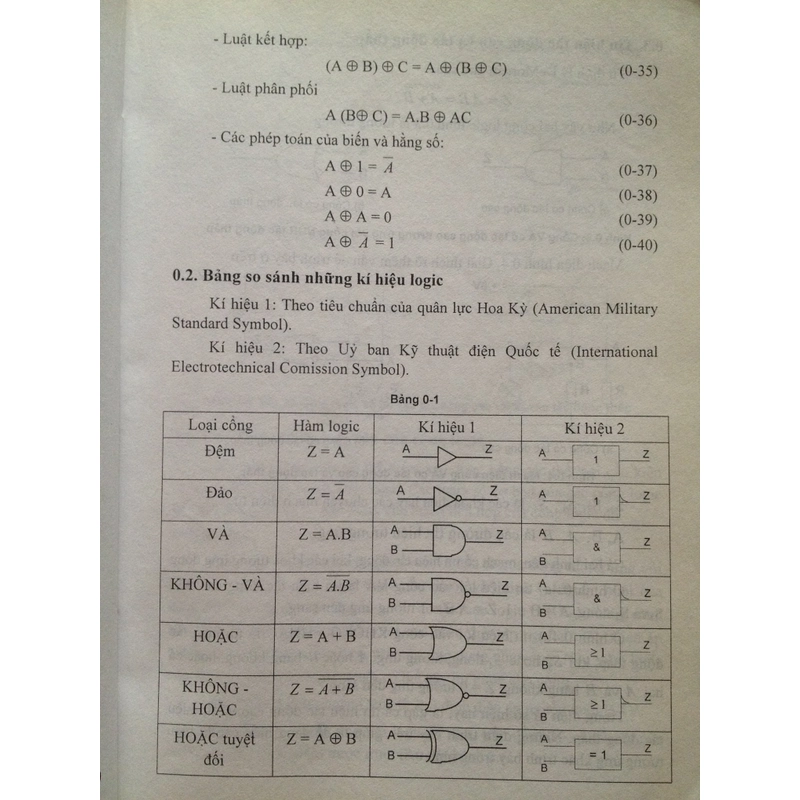 - Luật kết hợp:
(A ⊕ B) ⊕ C = A ⊕ (B ⊕ C) (0-35)
- Luật phân phối
A (B⊕ C) = A.B ⊕ AC (0-36)
- Các phép toán của biến và hằng số:
A ⊕ 1 = A̅ (0-37)
A ⊕ 0 = A (0-38)
A ⊕ A = 0 (0-39)
A ⊕ A̅ = 1 (0-40)
0.2. Bảng so sánh những kí hiệu logic
Kí hiệu 1: Theo tiêu chuẩn của quân lực Hoa Kỳ (American Military
Standard Symbol).
Kí hiệu 2: Theo Uỷ ban Kỹ thuật điện Quốc tế (International
Electrotechnical Comission Symbol).
Bảng 0-1
Loại cổng Hàm logic Kí hiệu 1 Kí hiệu 2
Đệm Z = A A Z A 1 Z
Đảo Z = A̅ A Z A 1 Z
VÀ Z = A.B A B Z A B & Z
KHÔNG - VÀ Z = A̅.̅B̅ A B Z A B & Z
HOẶC Z = A + B A B Z A B ≥1 Z
KHÔNG -
HOẶC Z = A̅ ̅+̅ ̅B̅ A B Z A B ≥1 Z
HOẶC tuyệt
đối Z = A ⊕ B A B Z A B = 1 Z